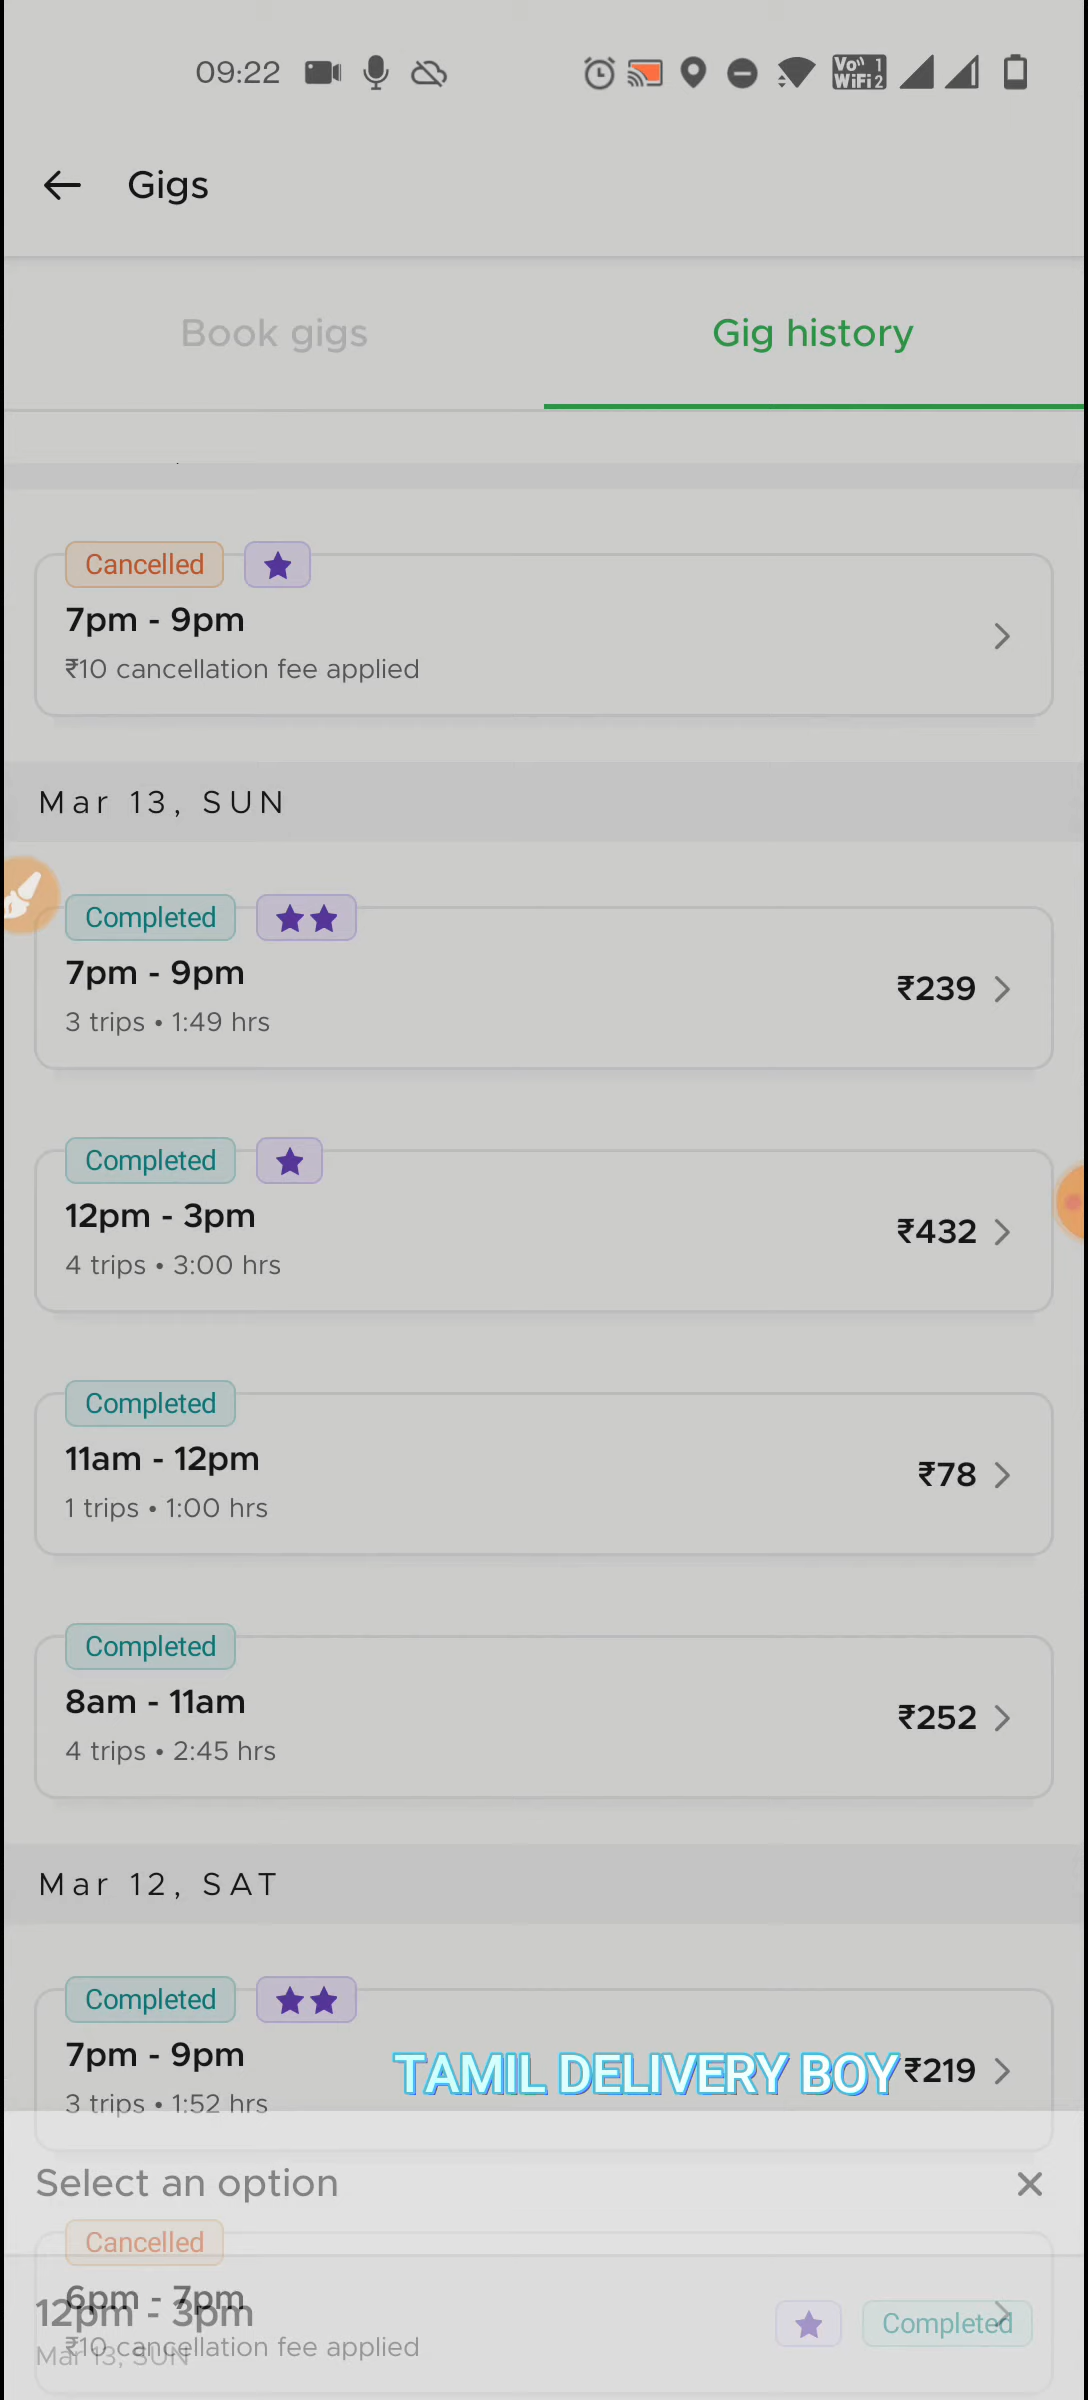 09:22
Vo 1
WiFi 2
Gigs
Book gigs
Gig history
Cancelled
7pm - 9pm
₹10 cancellation fee applied
Mar 13, SUN
Completed
7pm - 9pm
₹239
3 trips • 1:49 hrs
Completed
12pm - 3pm
₹432
4 trips • 3:00 hrs
Completed
11am - 12pm
₹78
1 trips • 1:00 hrs
Completed
8am - 11am
₹252
4 trips • 2:45 hrs
Mar 12, SAT
Completed
7pm - 9pm
TAMIL DELIVERY BOY
₹219
3 trips • 1:52 hrs
Select an option
Cancelled
6pm - 7pm
12pm - 3pm
Completed
₹10 cancellation fee applied
Mar 13, SUN